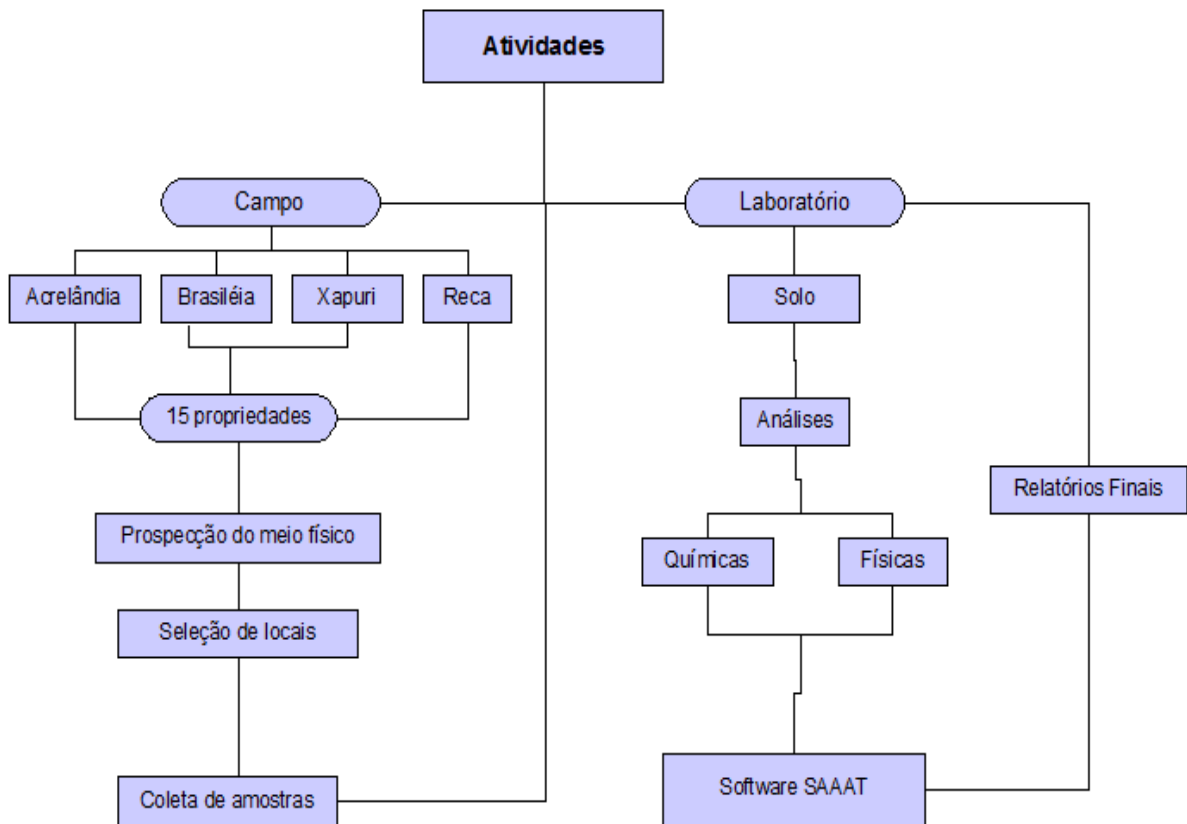 Atividades
Campo
Laboratório
Acrelândia
Brasiléia
Xapuri
Reca
Solo
15 propriedades
Análises
Relatórios Finais
Prospecção do meio físico
Químicas
Físicas
Seleção de locais
Coleta de amostras
Software SAAAT